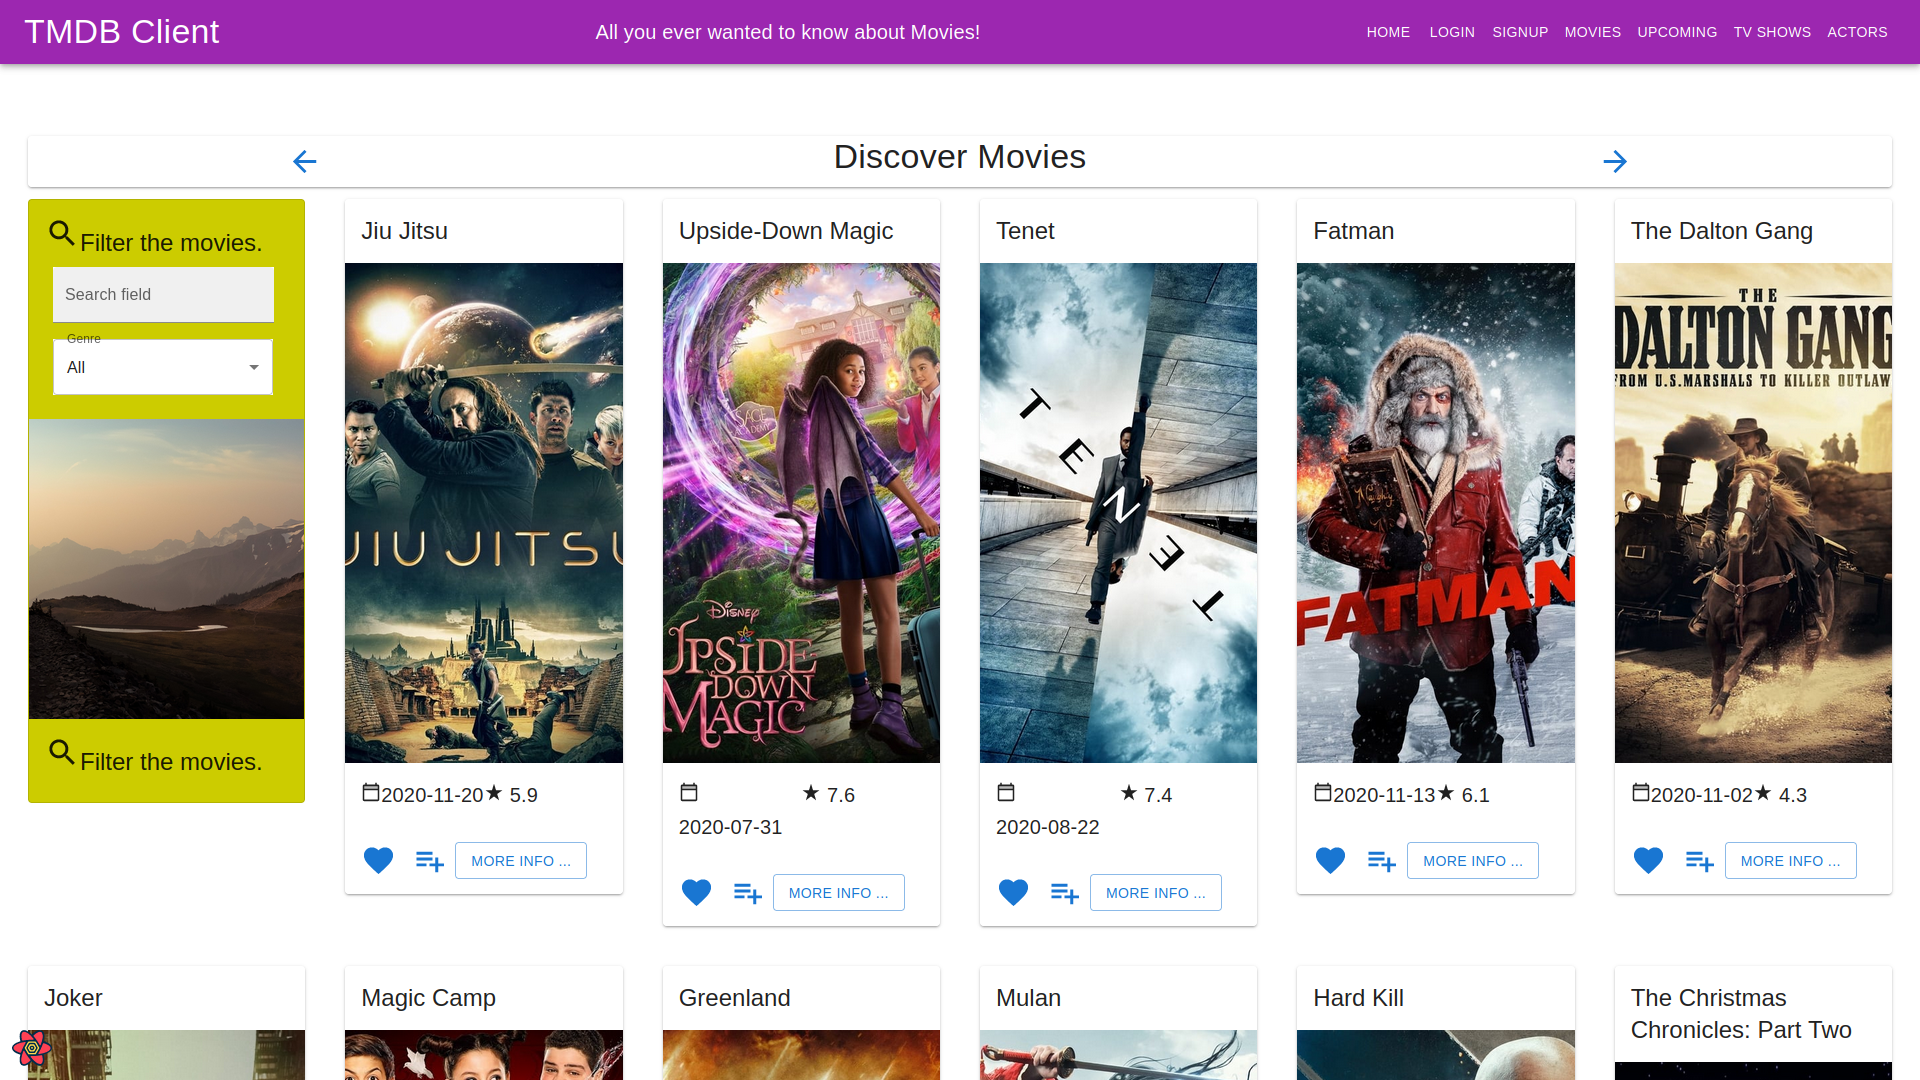 TMDB Client
All you ever wanted to know about Movies!
HOME LOGIN SIGNUP MOVIES UPCOMING TV SHOWS ACTORS
Discover Movies
Filter the movies.
Search field
Genre
All
Filter the movies.
Jiu Jitsu
JIU JITSU
2020-11-20 5.9
MORE INFO ...
Upside-Down Magic
SAGE
ACADEMY
DISNEY
UPSIDE
DOWN
MAGIC
7.6
2020-07-31
MORE INFO ...
Tenet
TENET
7.4
2020-08-22
MORE INFO ...
Fatman
Naughty
FATMAN
2020-11-13 6.1
MORE INFO ...
The Dalton Gang
THE
DALTON GANG
FROM U.S. MARSHALS TO KILLER OUTLAW
2020-11-02 4.3
MORE INFO ...
Joker
Magic Camp
Greenland
Mulan
Hard Kill
The Christmas
Chronicles: Part Two